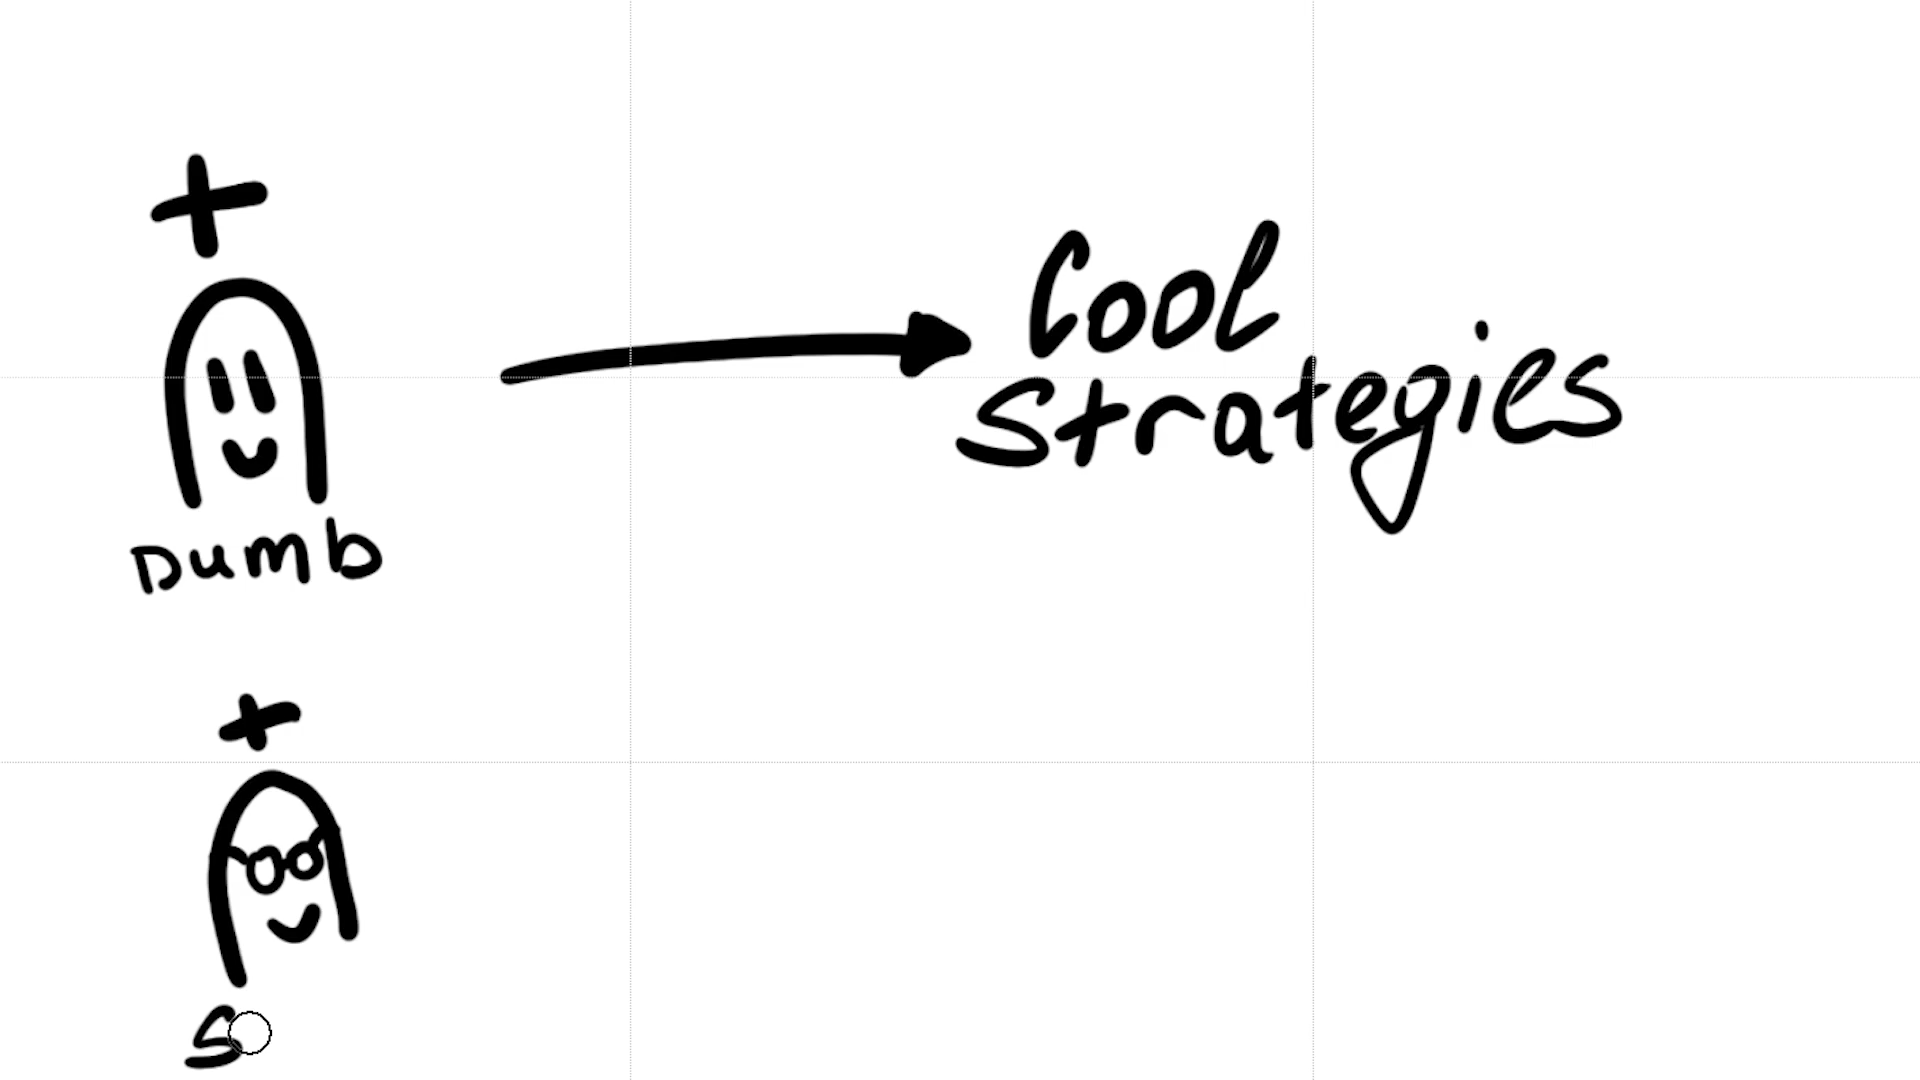 +
Dumb
Cool
Strategies
+
S